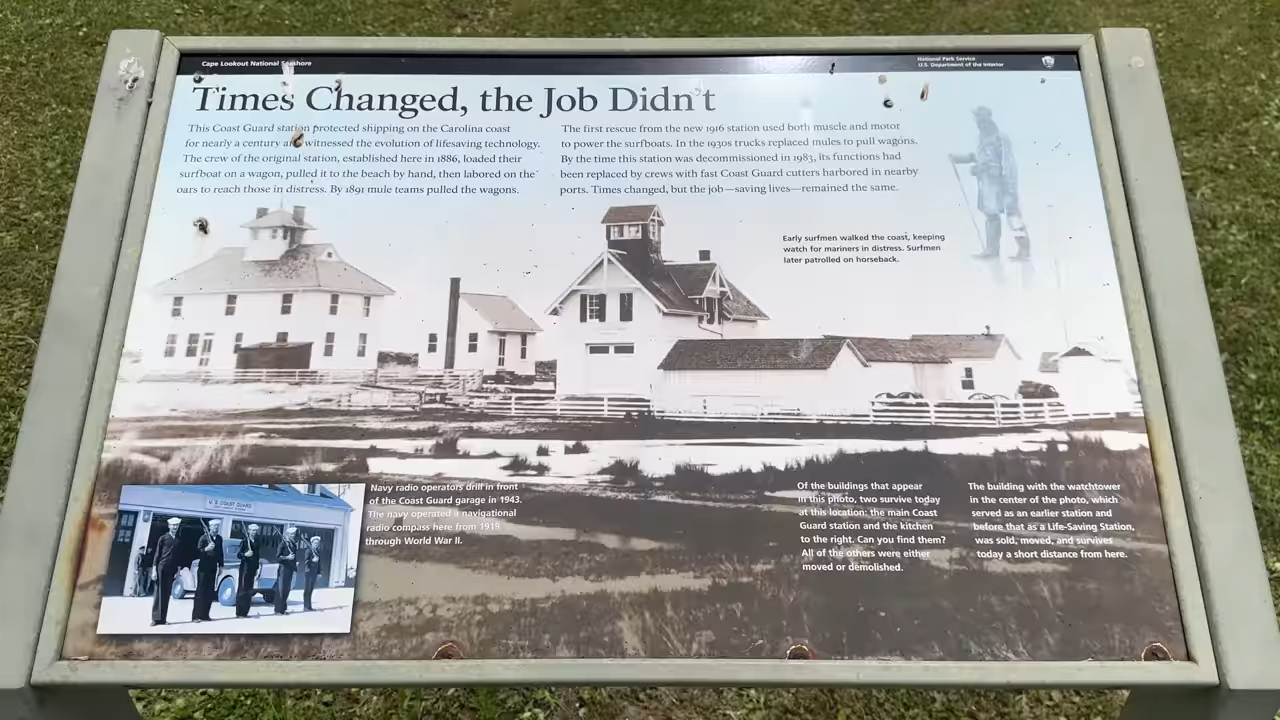 Cape Lookout National Seashore
National Park Service
U.S. Department of the Interior
Times Changed, the Job Didn't
This Coast Guard station protected shipping on the Carolina coast
for nearly a century and witnessed the evolution of lifesaving technology.
The crew of the original station, established here in 1886, loaded their
surfboat on a wagon, pulled it to the beach by hand, then labored on the
oars to reach those in distress. By 1891 mule teams pulled the wagons.
The first rescue from the new 1916 station used both muscle and motor
to power the surfboats. In the 1930s trucks replaced mules to pull wagons.
By the time this station was decommissioned in 1983, its functions had
been replaced by crews with fast Coast Guard cutters harbored in nearby
ports. Times changed, but the job—saving lives—remained the same.
Early surfmen walked the coast, keeping
watch for mariners in distress. Surfmen
later patrolled on horseback.
Navy radio operators drill in front
of the Coast Guard garage in 1943.
The navy operated a navigational
radio compass here from 1919
through World War II.
U.S. COAST GUARD
Of the buildings that appear
in this photo, two survive today
at this location: the main Coast
Guard station and the kitchen
to the right. Can you find them?
All of the others were either
moved or demolished.
The building with the watchtower
in the center of the photo, which
served as an earlier station and
before that as a Life-Saving Station,
was sold, moved, and survives
today a short distance from here.